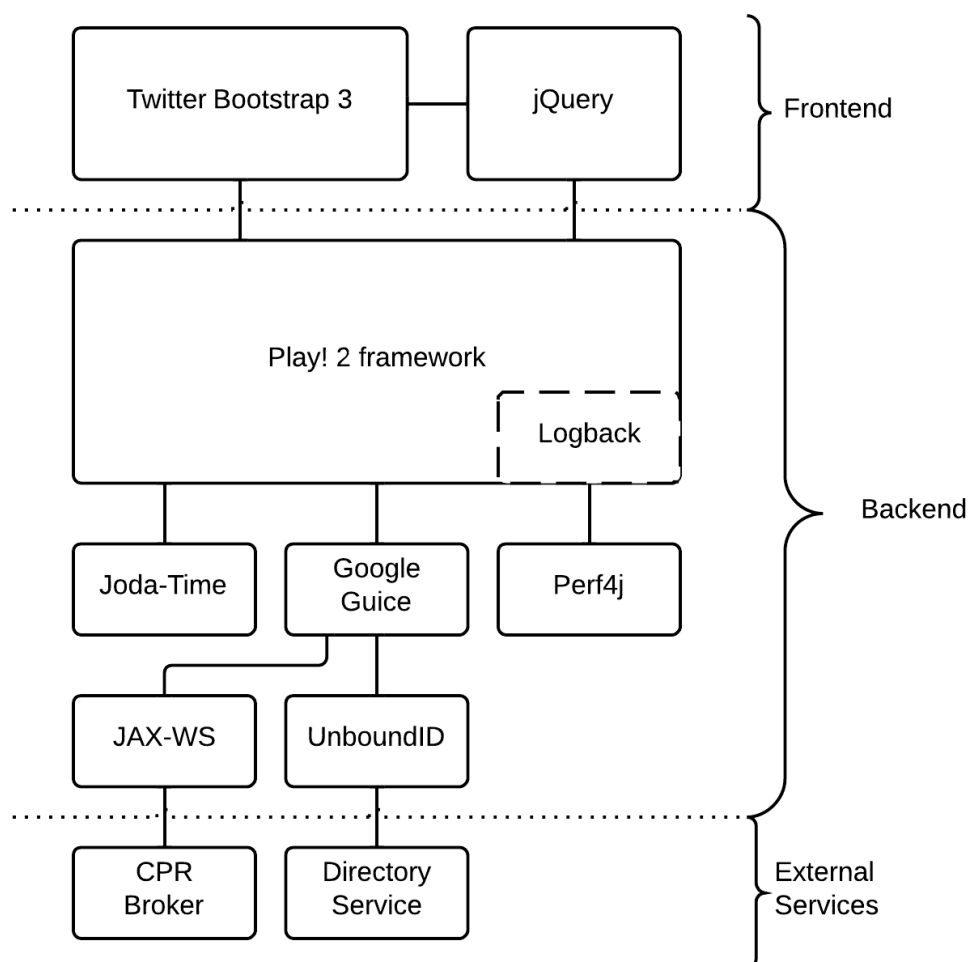 Twitter Bootstrap 3
jQuery
Frontend
Play! 2 framework
Logback
Backend
Joda-Time
Google
Guice
Perf4j
JAX-WS
UnboundID
CPR
Broker
Directory
Service
External
Services